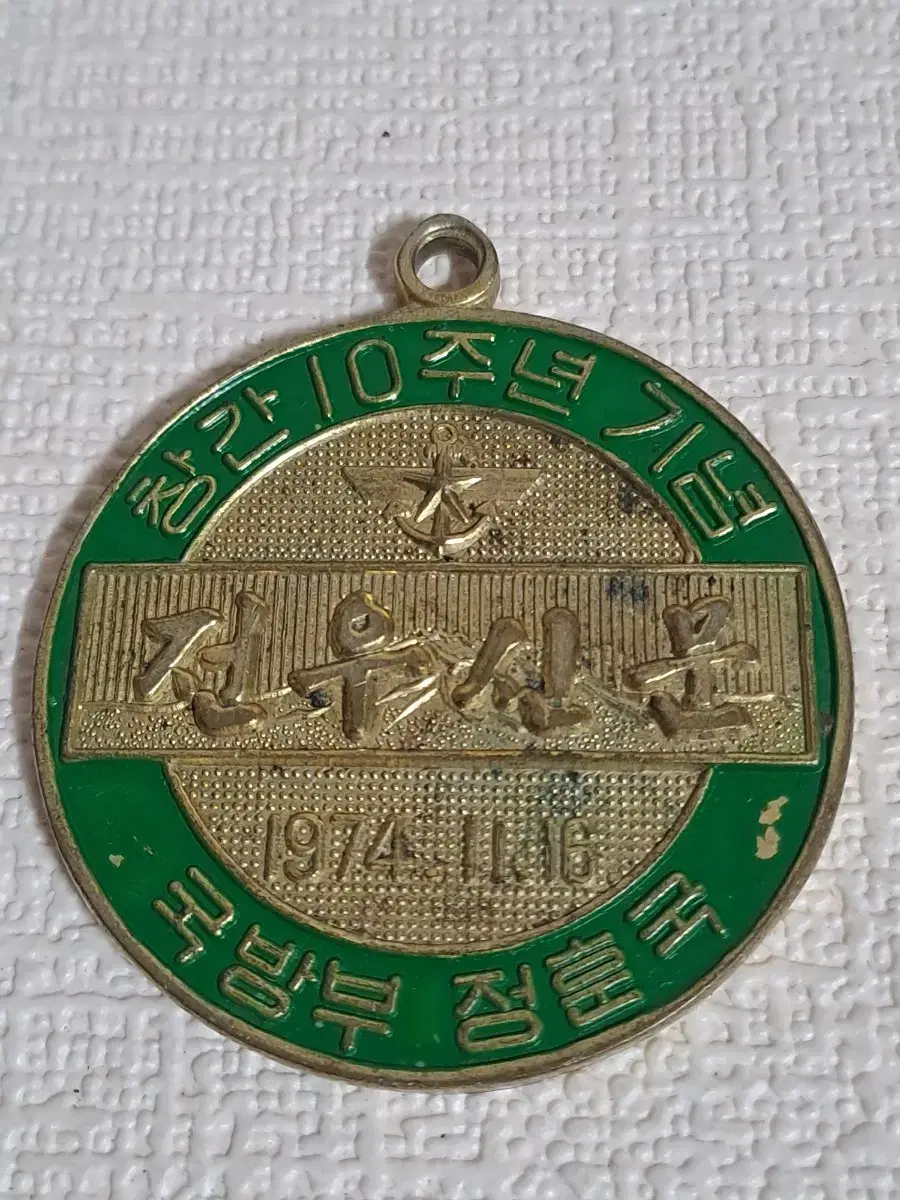 창간10주년 기념
전우신문
1974.11.16
국방부 정훈국